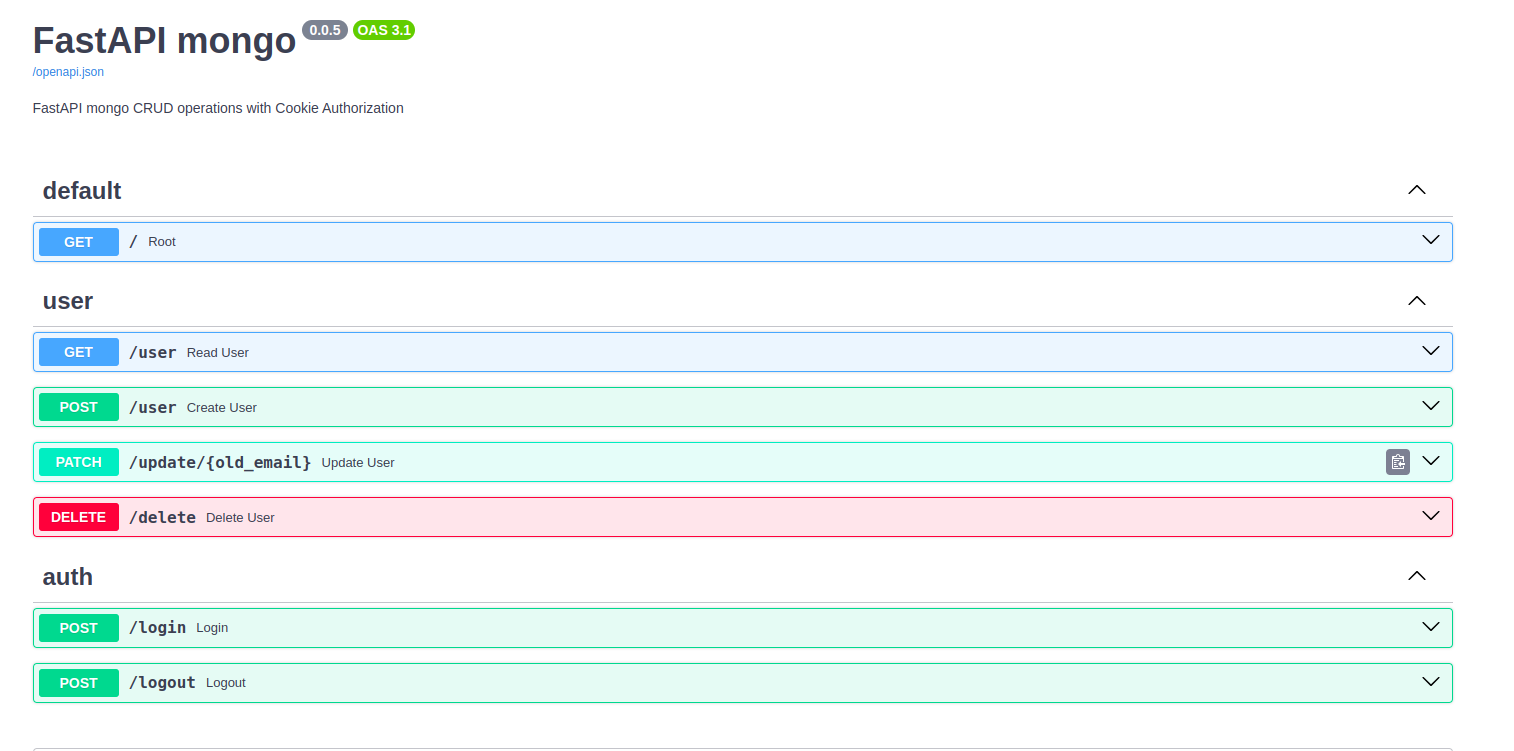 FastAPI mongo 0.0.5 OAS 3.1
/openapi.json
FastAPI mongo CRUD operations with Cookie Authorization
default
GET / Root
user
GET /user Read User
POST /user Create User
PATCH /update/{old_email} Update User
DELETE /delete Delete User
auth
POST /login Login
POST /logout Logout